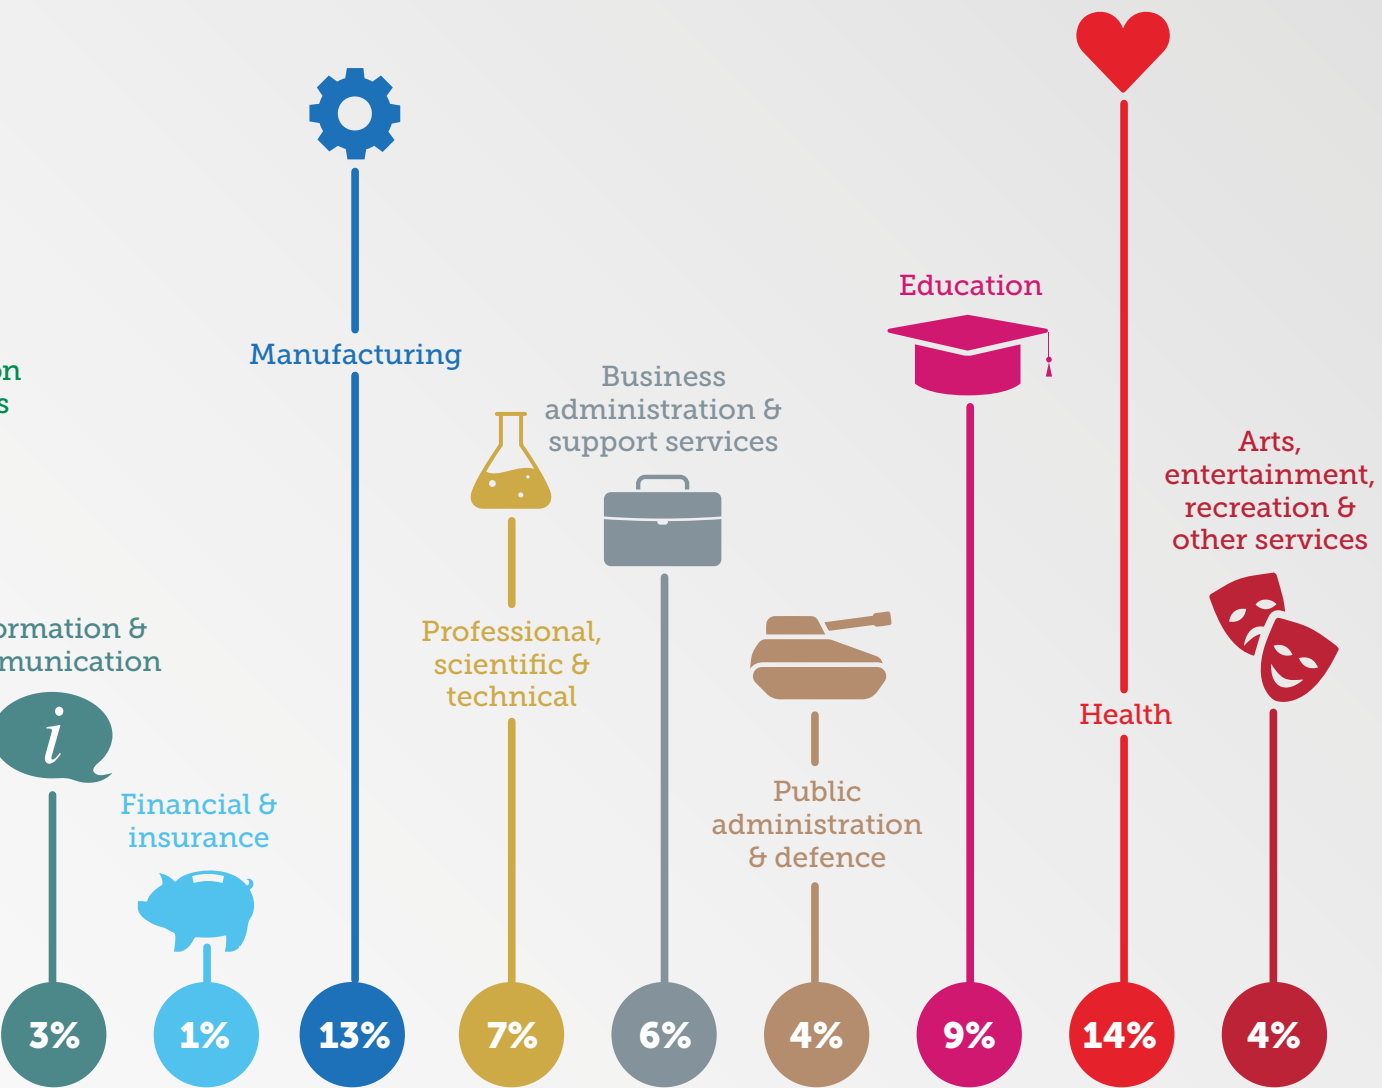 Education
Manufacturing
Business
administration &
support services
Arts,
entertainment,
recreation &
other services
Professional,
scientific &
technical
Health
i
Financial &
insurance
Public
administration
& defence
3%
1%
13%
7%
6%
4%
9%
14%
4%